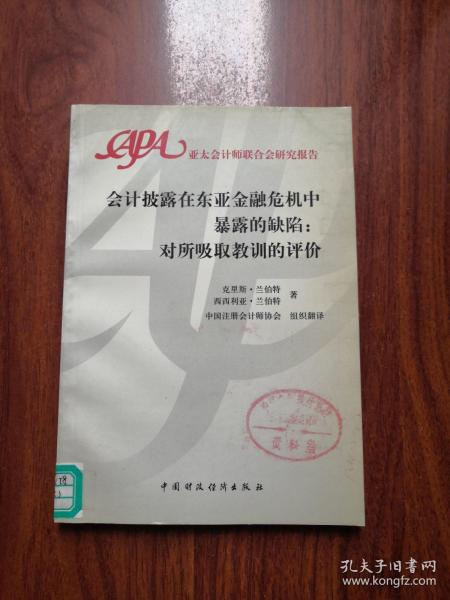 CAPA 亚太会计师联合会研究报告
会计披露在东亚金融危机中
暴露的缺陷：
对所吸取教训的评价
克里斯·兰伯特
西西利亚·兰伯特 著
中国注册会计师协会 组织翻译
资料室
中国财政经济出版社
孔夫子旧书网
www.kongfz.com